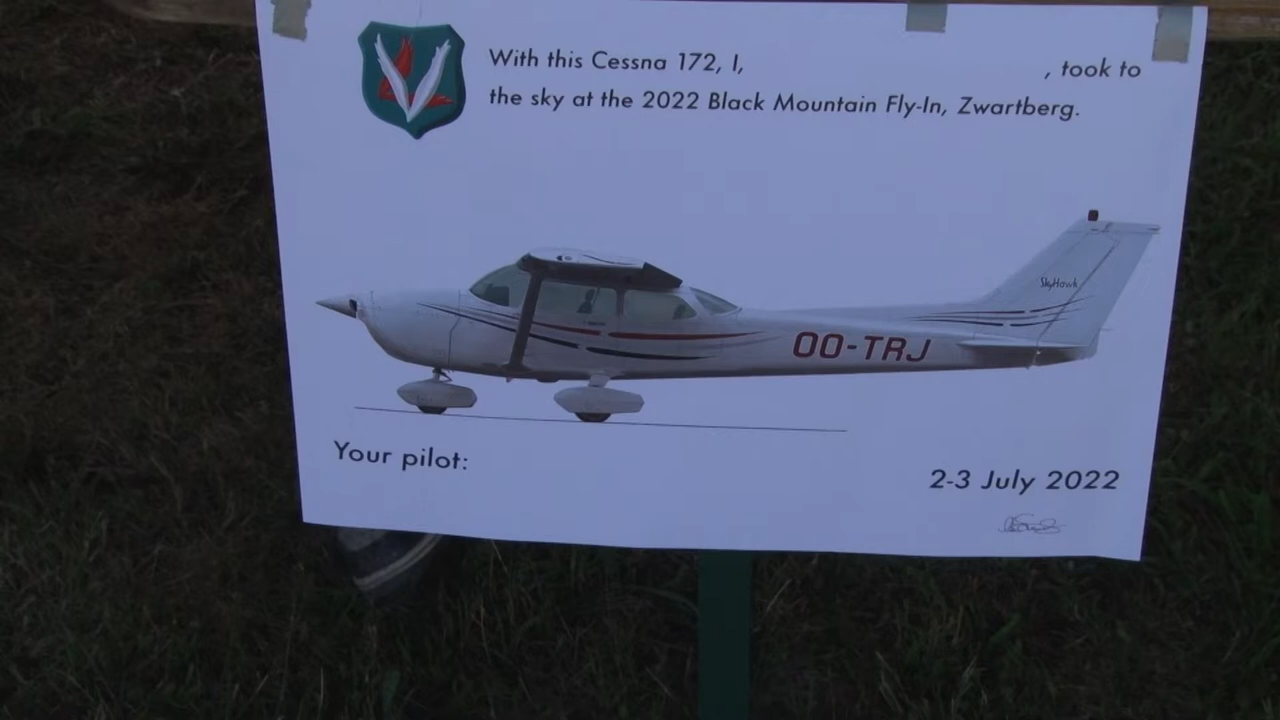 With this Cessna 172, I, , took to
the sky at the 2022 Black Mountain Fly-In, Zwartberg.
SkyHawk
OO-TRJ
Your pilot:
2-3 July 2022